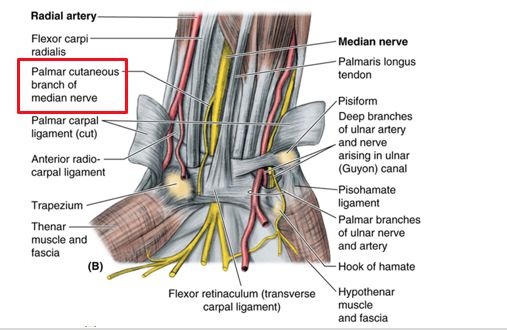 Radial artery
Flexor carpi
radialis
Palmar cutaneous
branch of
median nerve
Palmar carpal
ligament (cut)
Anterior radio-
carpal ligament
Trapezium
Thenar
muscle and
fascia
(B)
Median nerve
Palmaris longus
tendon
Pisiform
Deep branches
of ulnar artery
and nerve
arising in ulnar
(Guyon) canal
Pisohamate
ligament
Palmar branches
of ulnar nerve
and artery
Hook of hamate
Hypothenar
muscle
and fascia
Flexor retinaculum (transverse
carpal ligament)